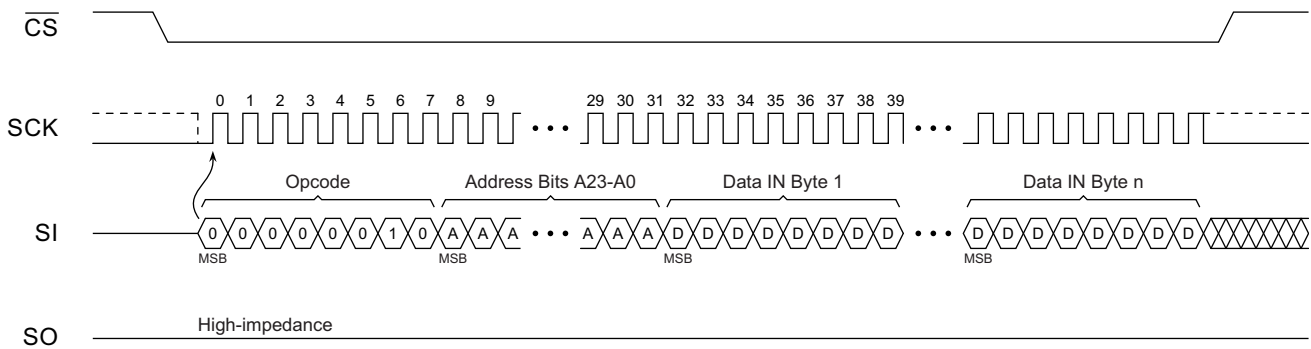 CS
SCK 0 1 2 3 4 5 6 7 8 9 29 30 31 32 33 34 35 36 37 38 39
Opcode Address Bits A23-A0 Data IN Byte 1 Data IN Byte n
SI 0 0 0 0 0 0 1 0 A A A A A A D D D D D D D D D D D D D D D D
MSB MSB MSB MSB
High-impedance
SO